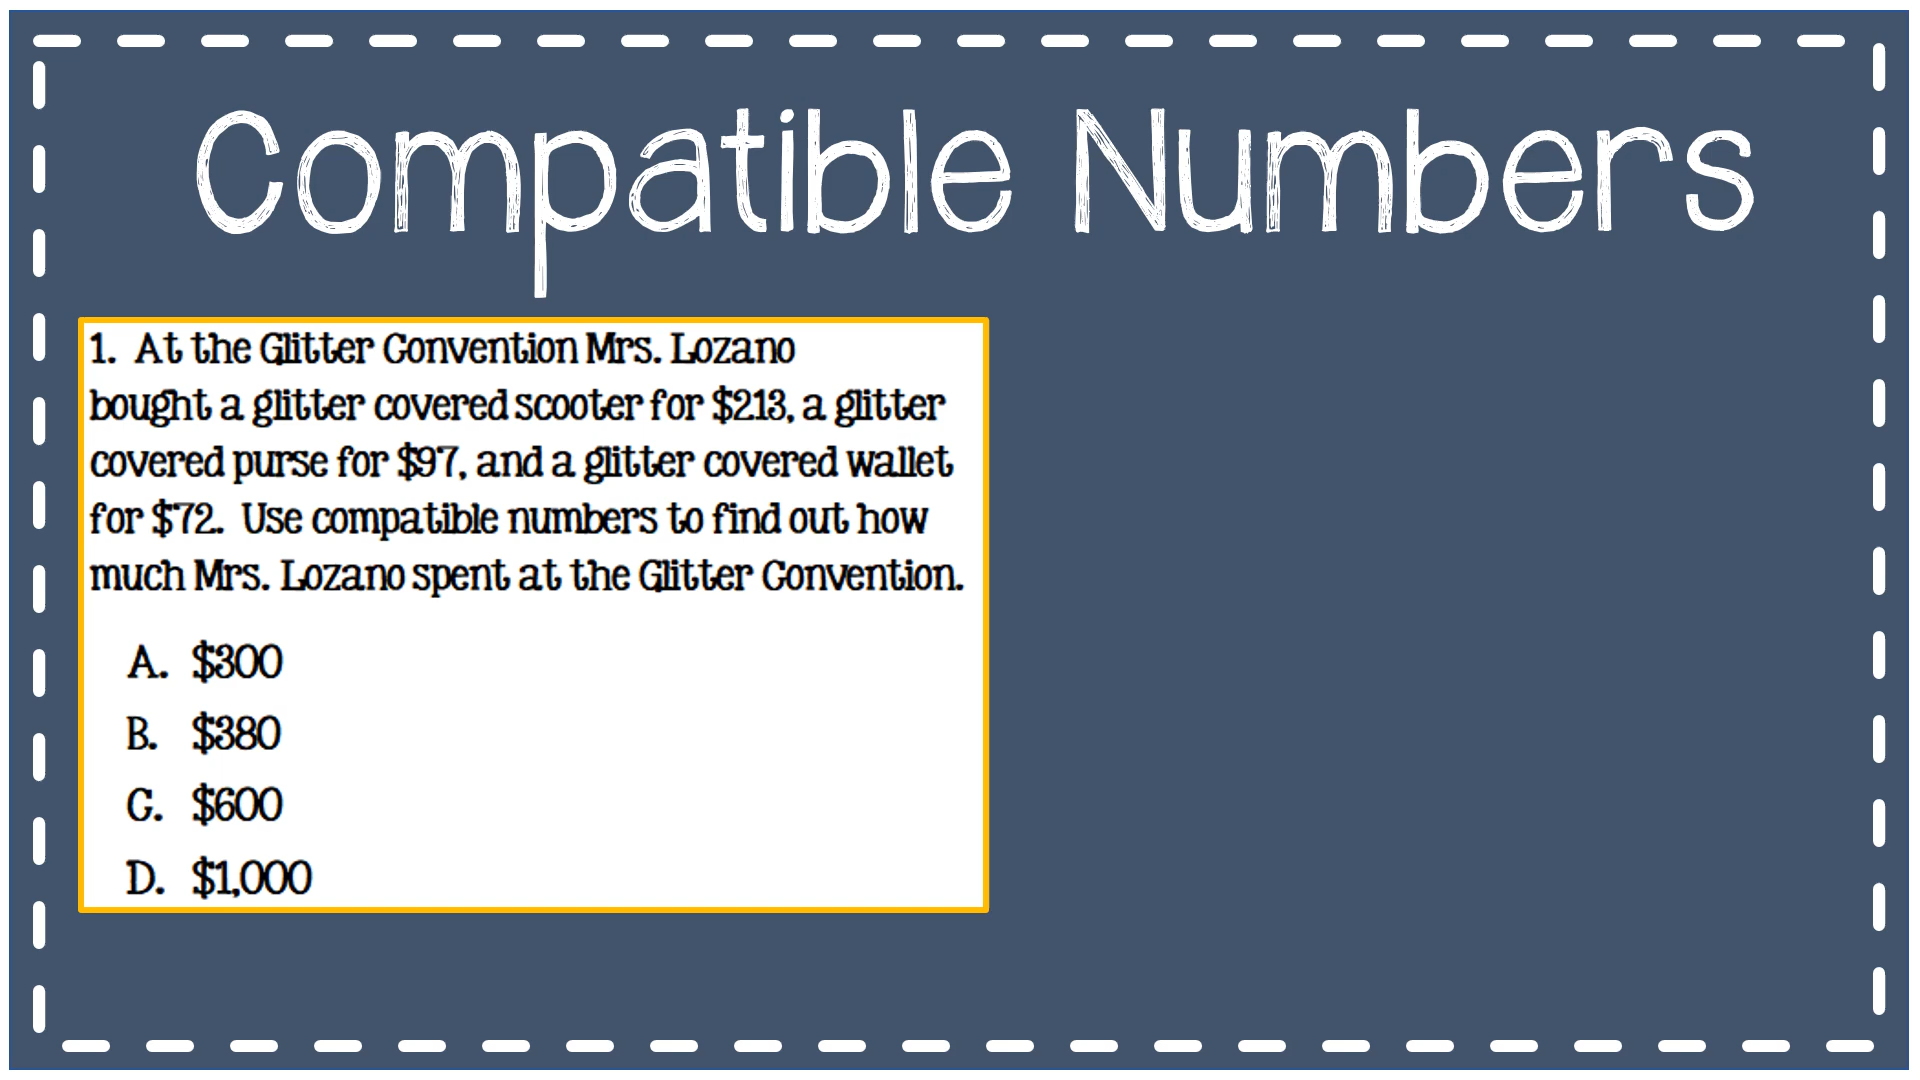 Compatible Numbers
1. At the Glitter Convention Mrs. Lozano
bought a glitter covered scooter for $213, a glitter
covered purse for $97, and a glitter covered wallet
for $72. Use compatible numbers to find out how
much Mrs. Lozano spent at the Glitter Convention.
A. $300
B. $380
C. $600
D. $1,000